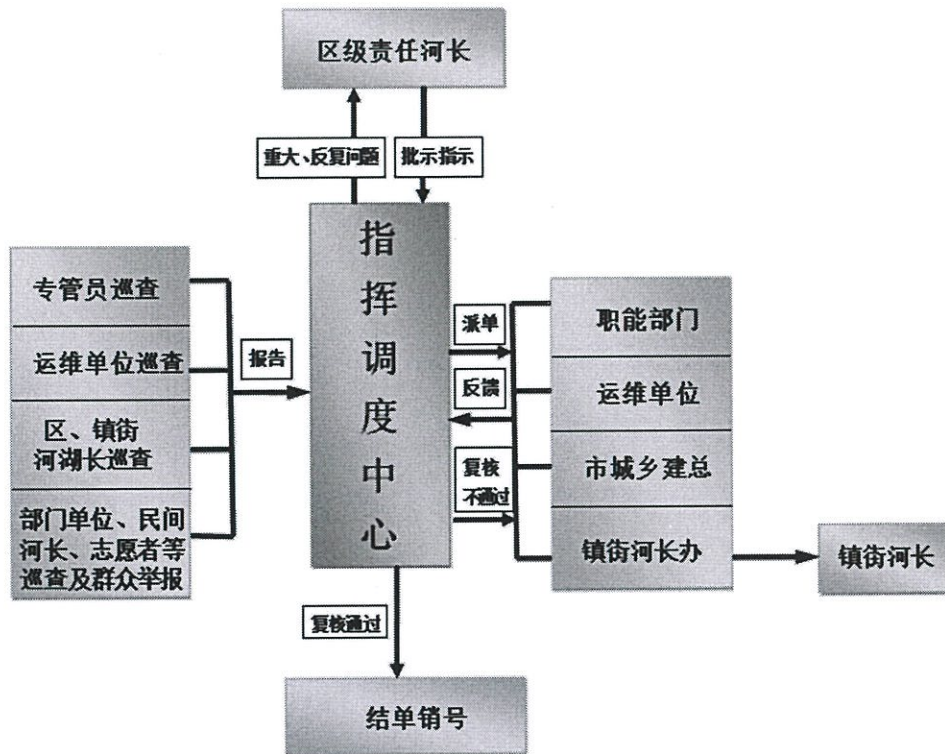 区级责任河长
重大、反复问题
批示指示
指挥调度中心
专管员巡查
运维单位巡查
区、镇街
河湖长巡查
部门单位、民间
河长、志愿者等
巡查及群众举报
报告
派单
反馈
复核
不通过
职能部门
运维单位
市城乡建总
镇街河长办
镇街河长
复核通过
结单销号